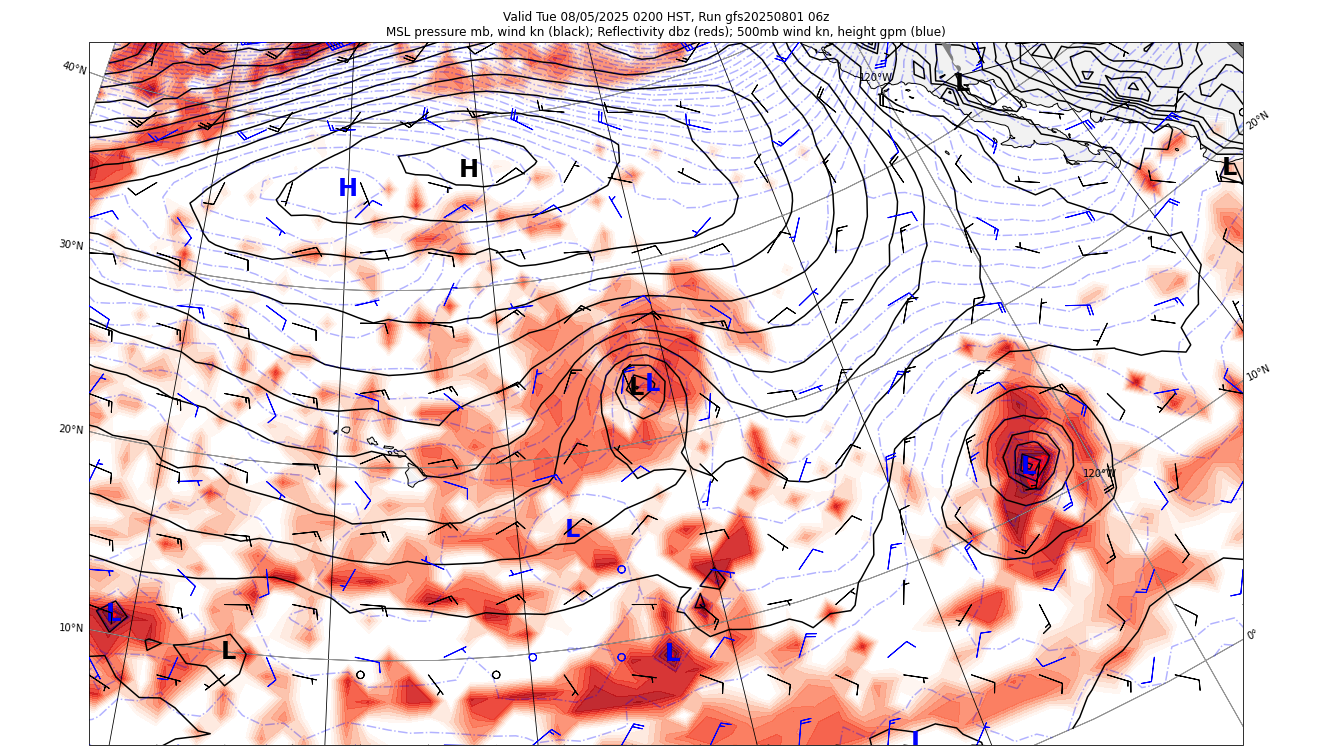 Valid Tue 08/05/2025 0200 HST, Run gfs20250801 06z
MSL pressure mb, wind kn (black); Reflectivity dbz (reds); 500mb wind kn, height gpm (blue)
40°N
120°W
L
20°N
H
H
L
30°N
L
L
10°N
20°N
L
120°W
L
L
10°N
L
L
0°
L